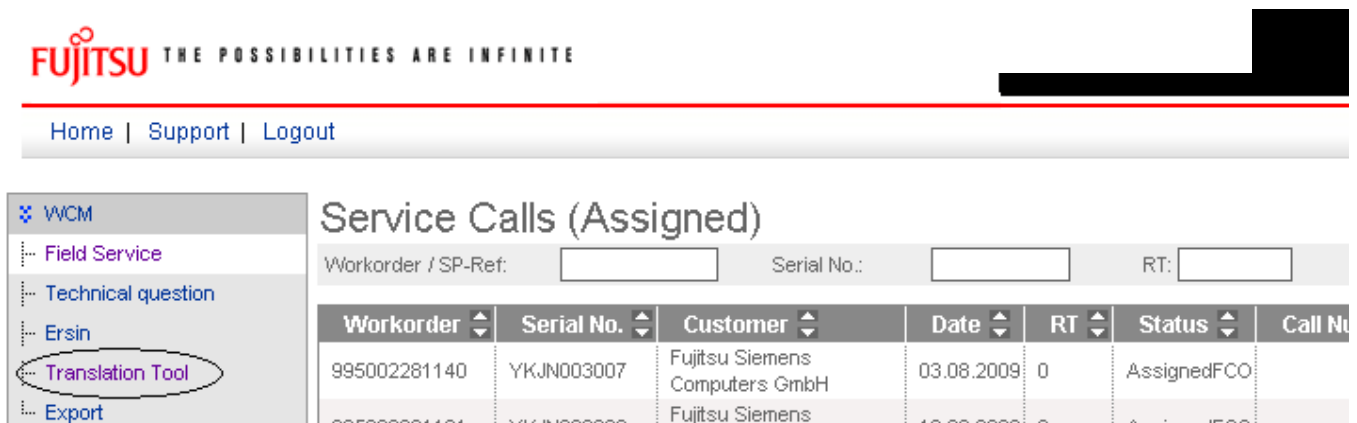 FUJITSU THE POSSIBILITIES ARE INFINITE
Home | Support | Logout
WCM
Field Service
Technical question
Ersin
Translation Tool
Export
Service Calls (Assigned)
Workorder / SP-Ref: Serial No.: RT:
Workorder Serial No. Customer Date RT Status Call
995002281140 YKJN003007 Fujitsu Siemens Computers GmbH 03.08.2009 0 AssignedFCO
Fujitsu Siemens